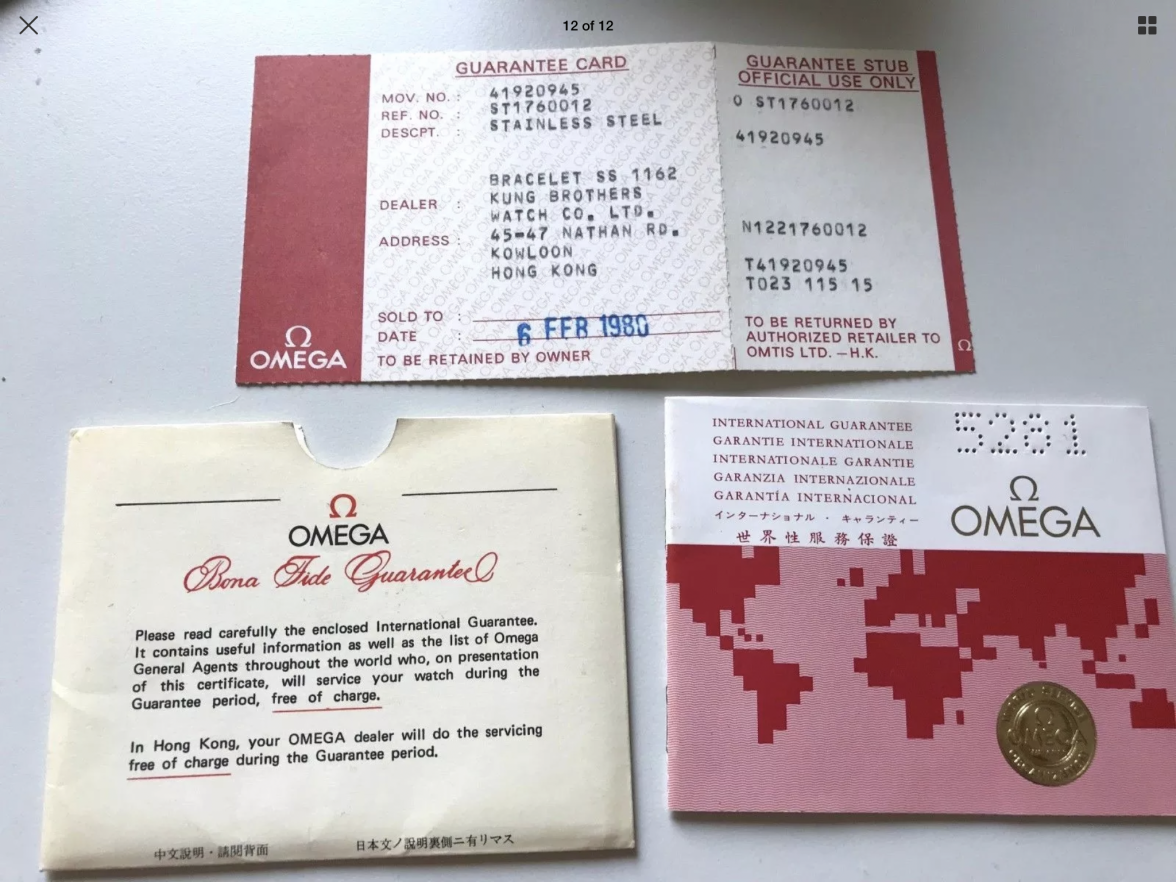 12 of 12
GUARANTEE CARD
MOV. NO. : 41920945
REF. NO. : ST1760012
DESCPT. : STAINLESS STEEL
BRACELET SS 1162
DEALER : KUNG BROTHERS
WATCH CO. LTD.
ADDRESS : 45-47 NATHAN RD.
KOWLOON
HONG KONG
SOLD TO :
DATE : 6 FEB 1980
TO BE RETAINED BY OWNER
Ω
OMEGA
GUARANTEE STUB
OFFICIAL USE ONLY
O ST1760012
41920945
N1221760012
T41920945
T023 115 15
TO BE RETURNED BY
AUTHORIZED RETAILER TO
OMTIS LTD. —H.K.
Ω
Ω
OMEGA
Bona Fide Guarantee
Please read carefully the enclosed International Guarantee.
It contains useful information as well as the list of Omega
General Agents throughout the world who, on presentation
of this certificate, will service your watch during the
Guarantee period, free of charge.
In Hong Kong, your OMEGA dealer will do the servicing
free of charge during the Guarantee period.
中文説明・請閲背面
日本文ノ説明裏側ニ有リマス
INTERNATIONAL GUARANTEE
GARANTIE INTERNATIONALE
INTERNATIONALE GARANTIE
GARANZIA INTERNAZIONALE
GARANTÍA INTERNACIONAL
インターナショナル・キャランティー
世界性服務保證
5281
Ω
OMEGA
Ω
OMEGA